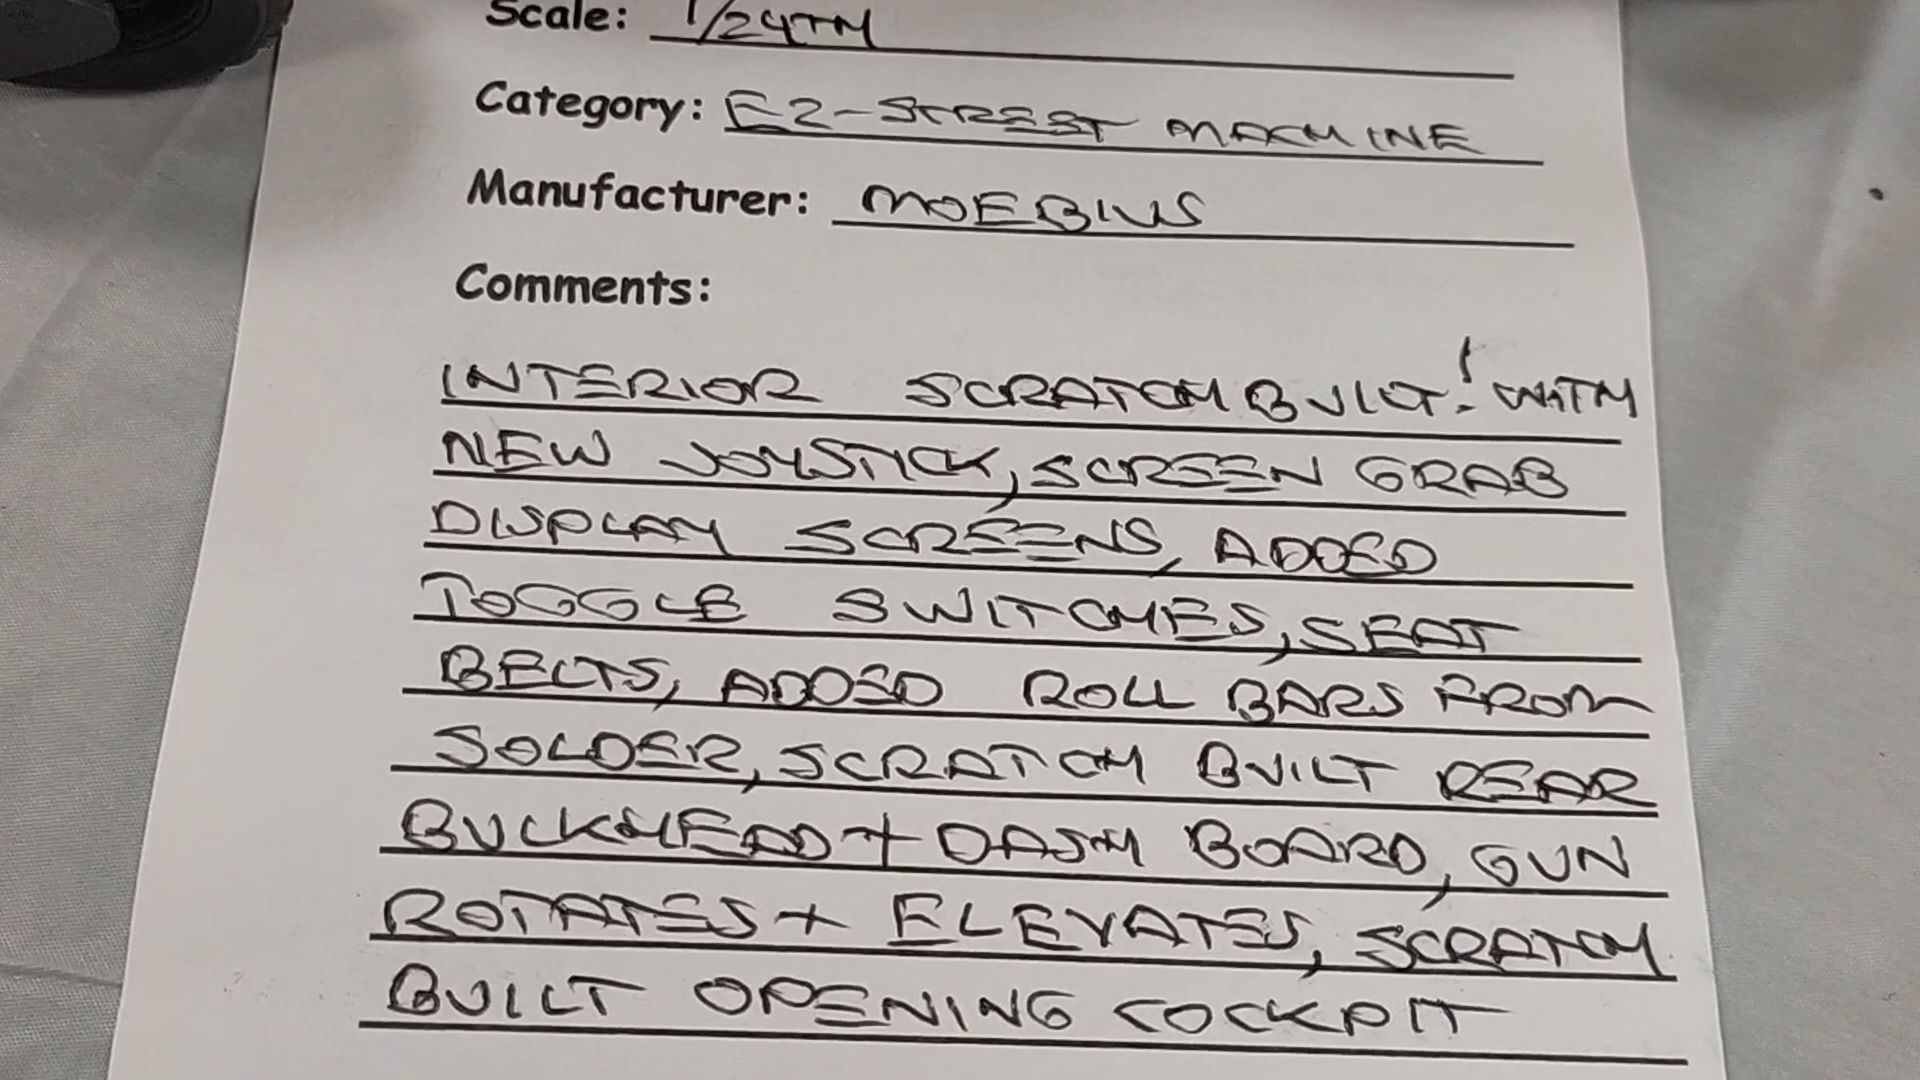 Scale: 1/24TH
Category: E2-STREET MACHINE
Manufacturer: MOEBIUS
Comments:
INTERIOR SCRATCH BUILT! WITH
NEW JOYSTICK, SCREEN GRAB
DISPLAY SCREENS, ADDED
TOGGLE SWITCHES, SEAT
BELTS, ADDED ROLL BARS FROM
SOLDER, SCRATCH BUILT REAR
BULKHEAD + DASH BOARD, GUN
ROTATES + ELEVATES, SCRATCH
BUILT OPENING COCKPIT